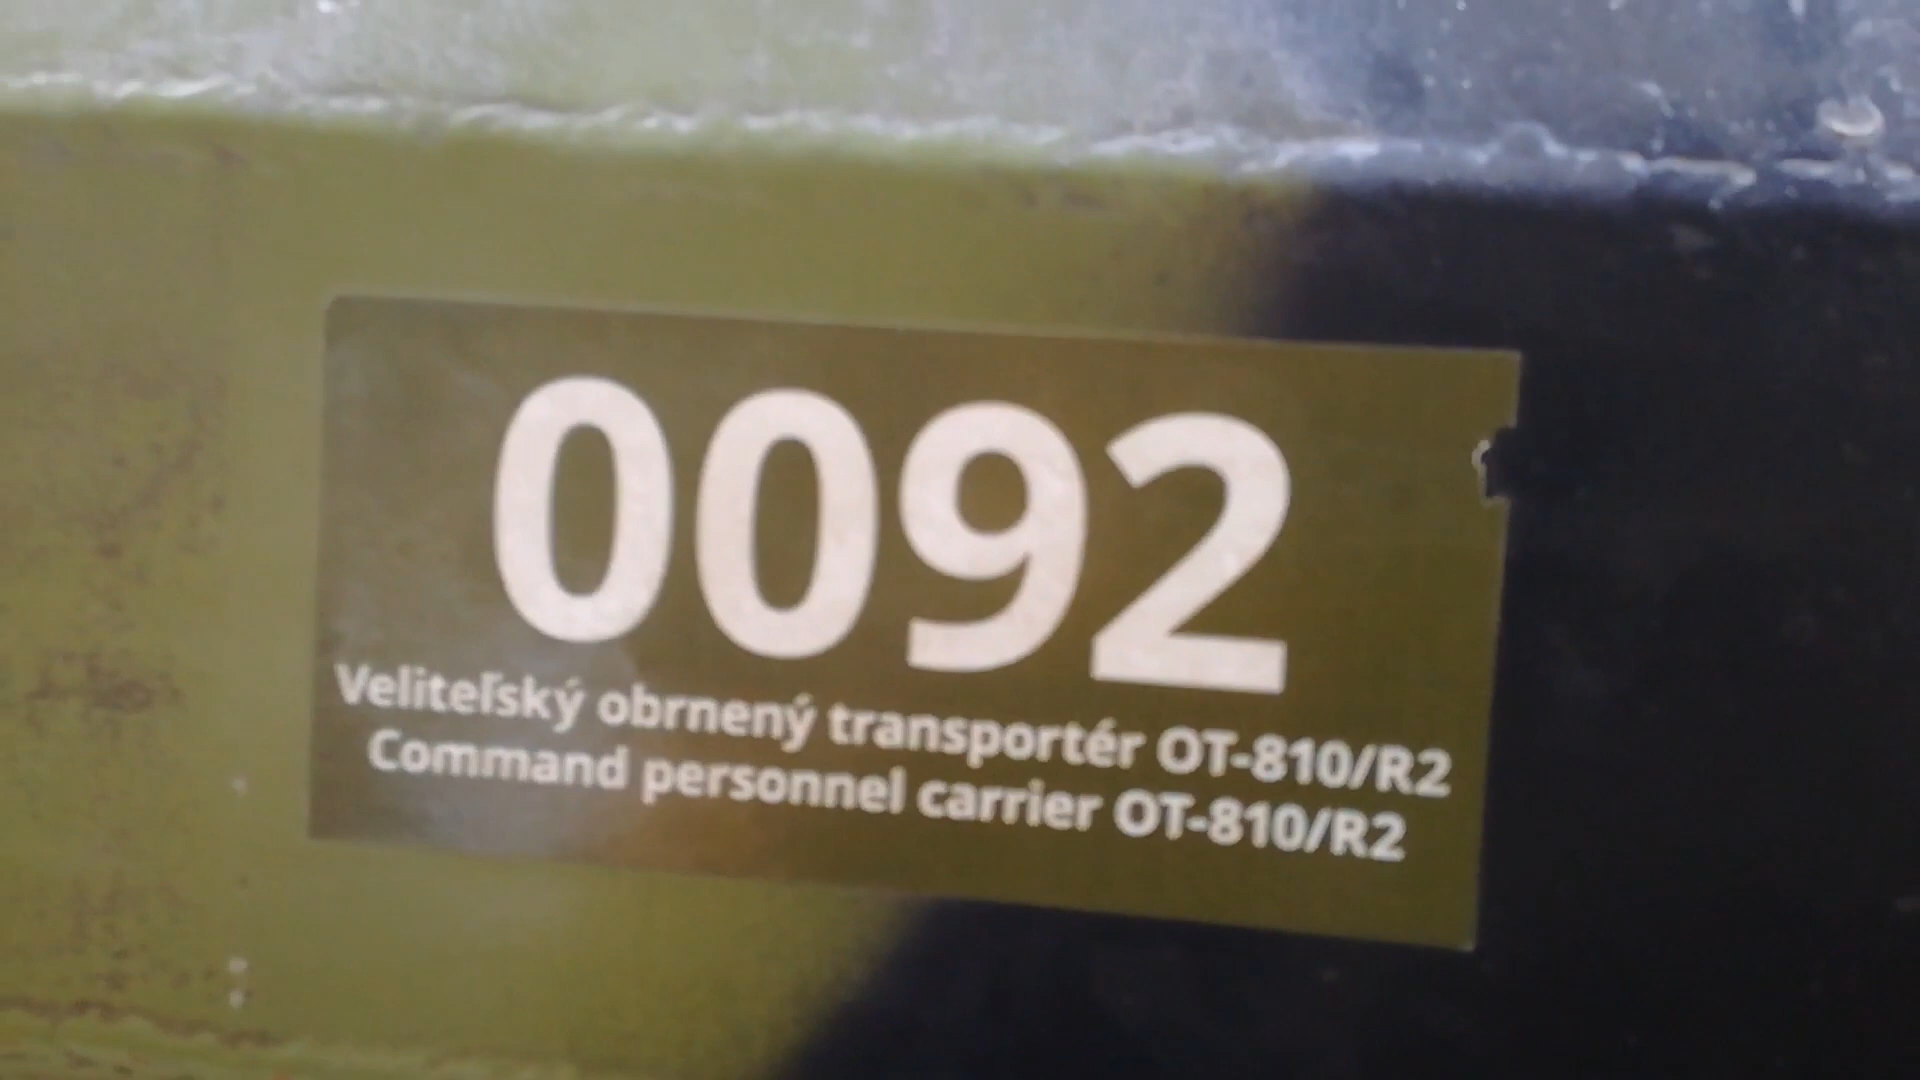 0092
Veliteľský obrnený transportér OT-810/R2
Command personnel carrier OT-810/R2